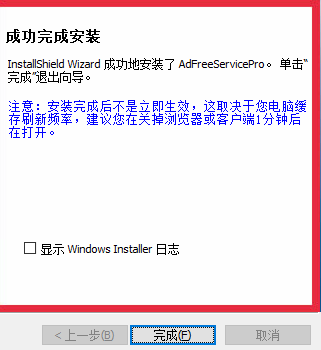 成功完成安装
InstallShield Wizard 成功地安装了 AdFreeServicePro。 单击“
完成”退出向导。
注意：安装完成后不是立即生效，这取于您电脑缓
存刷新频率，建议您在关掉浏览器或客户端1分钟后
在打开。
显示 Windows Installer 日志
< 上一步(B)
完成(F)
取消